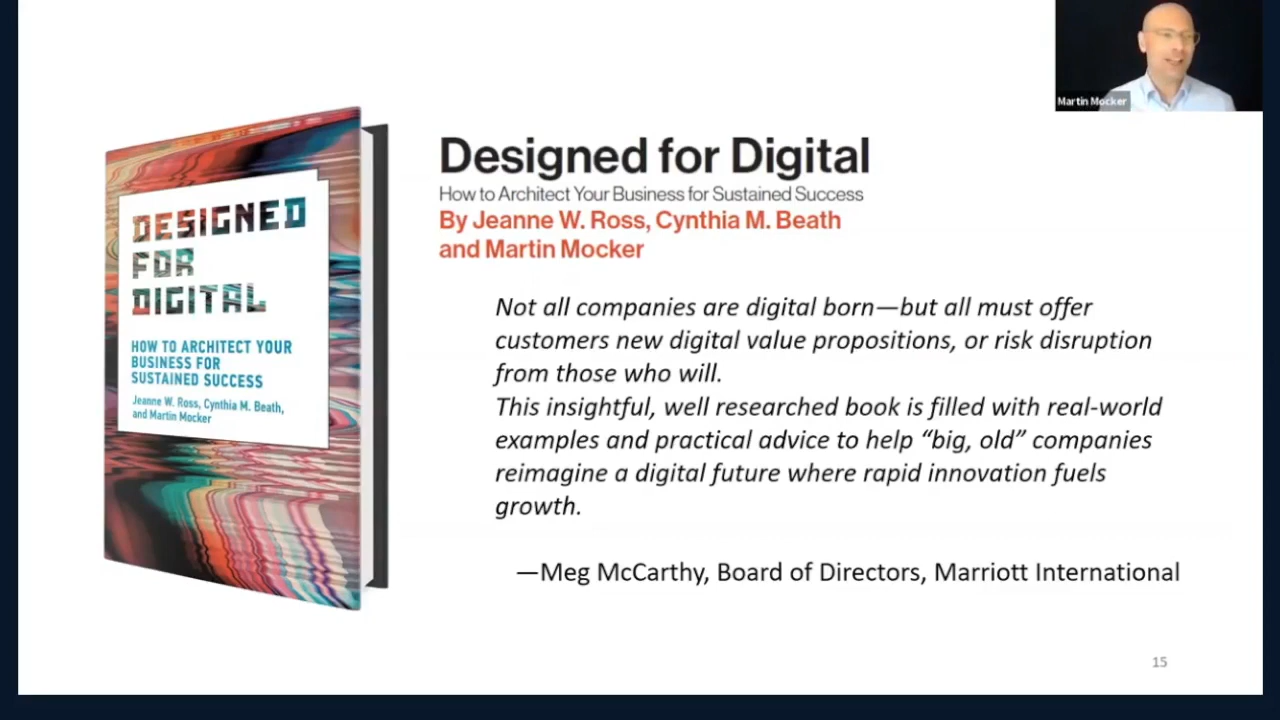 Martin Mocker
DESIGNED
FOR
DIGITAL
HOW TO ARCHITECT YOUR
BUSINESS FOR
SUSTAINED SUCCESS
Jeanne W. Ross, Cynthia M. Beath,
and Martin Mocker
Designed for Digital
How to Architect Your Business for Sustained Success
By Jeanne W. Ross, Cynthia M. Beath
and Martin Mocker
Not all companies are digital born—but all must offer
customers new digital value propositions, or risk disruption
from those who will.
This insightful, well researched book is filled with real-world
examples and practical advice to help “big, old” companies
reimagine a digital future where rapid innovation fuels
growth.
—Meg McCarthy, Board of Directors, Marriott International
15